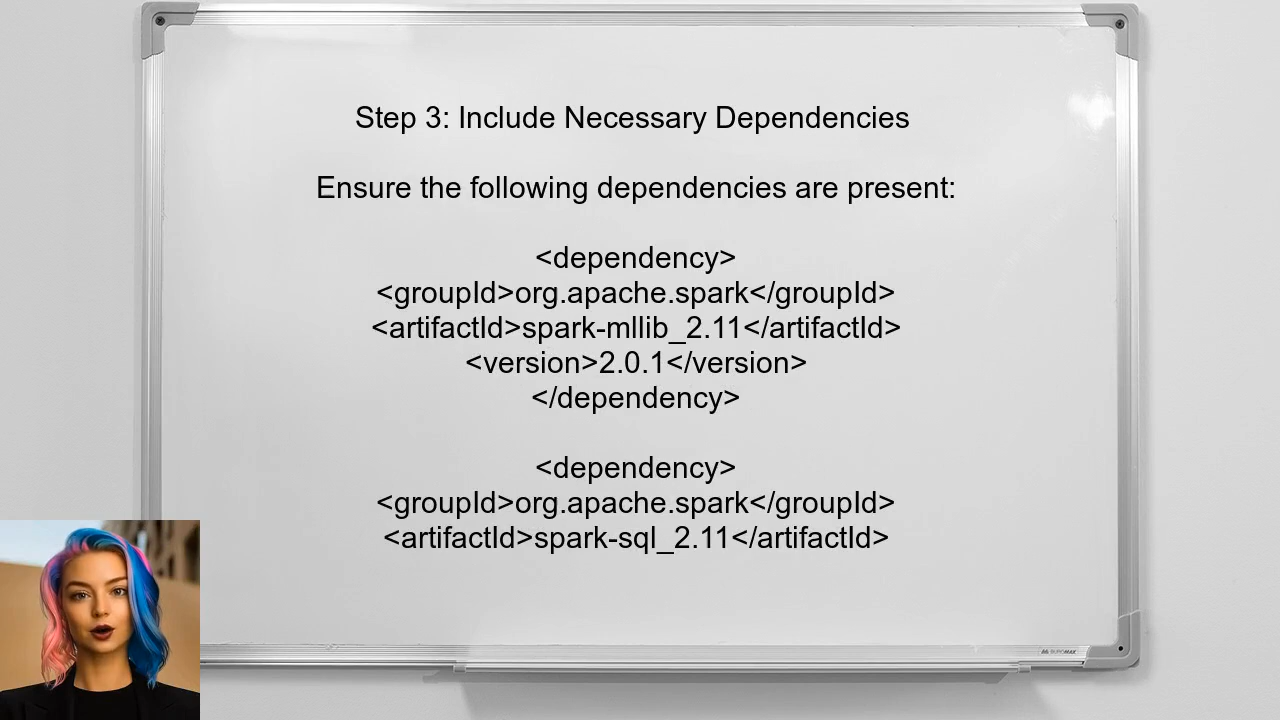 Step 3: Include Necessary Dependencies
Ensure the following dependencies are present:
<dependency>
<groupId>org.apache.spark</groupId>
<artifactId>spark-mllib_2.11</artifactId>
<version>2.0.1</version>
</dependency>
<dependency>
<groupId>org.apache.spark</groupId>
<artifactId>spark-sql_2.11</artifactId>
BUROMAX